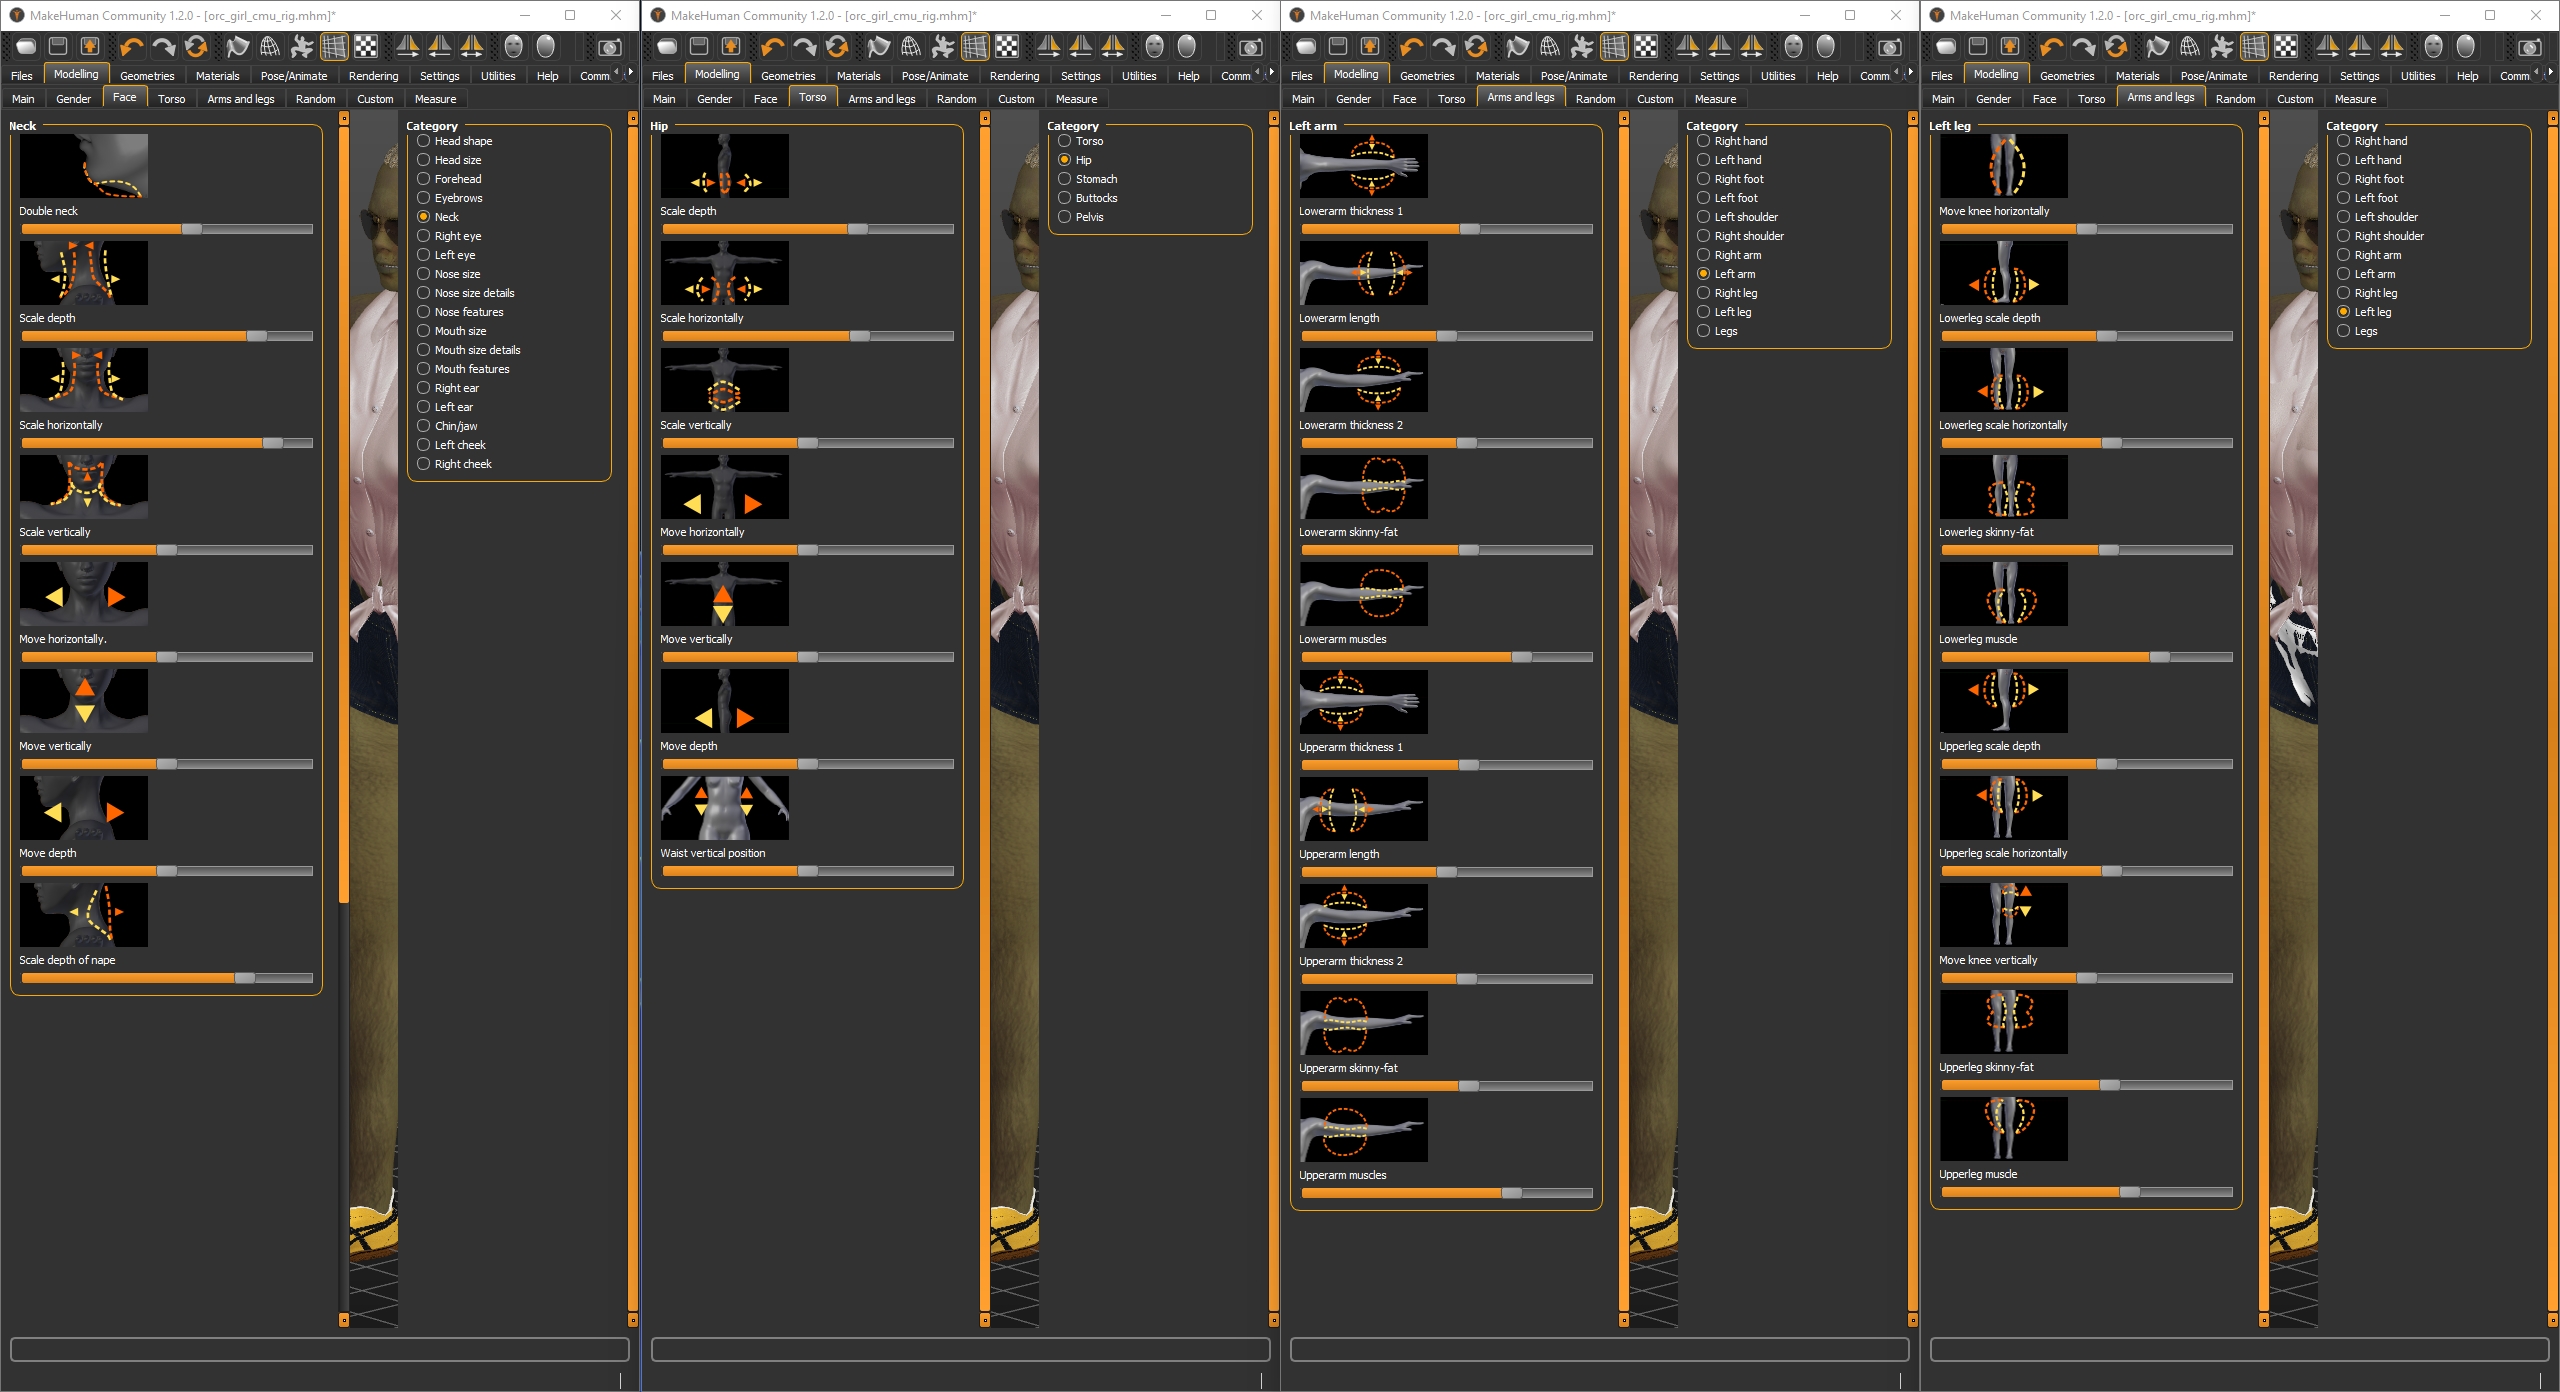 MakeHuman Community 1.2.0 - [orc_girl_cmu_rig.mhm]*
Files Modelling Geometries Materials Pose/Animate Rendering Settings Utilities Help Comm
Main Gender Face Torso Arms and legs Random Custom Measure
Neck
Double neck
Scale depth
Scale horizontally
Scale vertically
Move horizontally.
Move vertically
Move depth
Scale depth of nape
Category
Head shape
Head size
Forehead
Eyebrows
Neck
Right eye
Left eye
Nose size
Nose size details
Nose features
Mouth size
Mouth size details
Mouth features
Right ear
Left ear
Chin/jaw
Left cheek
Right cheek
MakeHuman Community 1.2.0 - [orc_girl_cmu_rig.mhm]*
Files Modelling Geometries Materials Pose/Animate Rendering Settings Utilities Help Comm
Main Gender Face Torso Arms and legs Random Custom Measure
Hip
Scale depth
Scale horizontally
Scale vertically
Move horizontally
Move vertically
Move depth
Waist vertical position
Category
Torso
Hip
Stomach
Buttocks
Pelvis
MakeHuman Community 1.2.0 - [orc_girl_cmu_rig.mhm]*
Files Modelling Geometries Materials Pose/Animate Rendering Settings Utilities Help Comm
Main Gender Face Torso Arms and legs Random Custom Measure
Left arm
Lowerarm thickness 1
Lowerarm length
Lowerarm thickness 2
Lowerarm skinny-fat
Lowerarm muscles
Upperarm thickness 1
Upperarm length
Upperarm thickness 2
Upperarm skinny-fat
Upperarm muscles
Category
Right hand
Left hand
Right foot
Left foot
Left shoulder
Right shoulder
Right arm
Left arm
Right leg
Left leg
Legs
MakeHuman Community 1.2.0 - [orc_girl_cmu_rig.mhm]*
Files Modelling Geometries Materials Pose/Animate Rendering Settings Utilities Help Comm
Main Gender Face Torso Arms and legs Random Custom Measure
Left leg
Move knee horizontally
Lowerleg scale depth
Lowerleg scale horizontally
Lowerleg skinny-fat
Lowerleg muscle
Upperleg scale depth
Upperleg scale horizontally
Move knee vertically
Upperleg skinny-fat
Upperleg muscle
Category
Right hand
Left hand
Right foot
Left foot
Left shoulder
Right shoulder
Right arm
Left arm
Right leg
Left leg
Legs